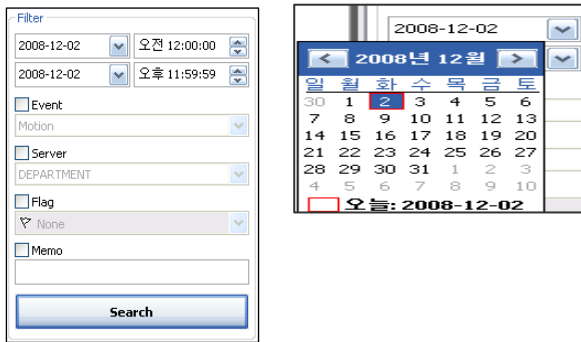 Filter
2008-12-02 오전 12:00:00
2008-12-02 오후 11:59:59
Event
Motion
Server
DEPARTMENT
Flag
None
Memo
Search
2008-12-02
2008년 12월
일 월 화 수 목 금 토
30 1 2 3 4 5 6
7 8 9 10 11 12 13
14 15 16 17 18 19 20
21 22 23 24 25 26 27
28 29 30 31 1 2 3
4 5 6 7 8 9 10
오늘: 2008-12-02